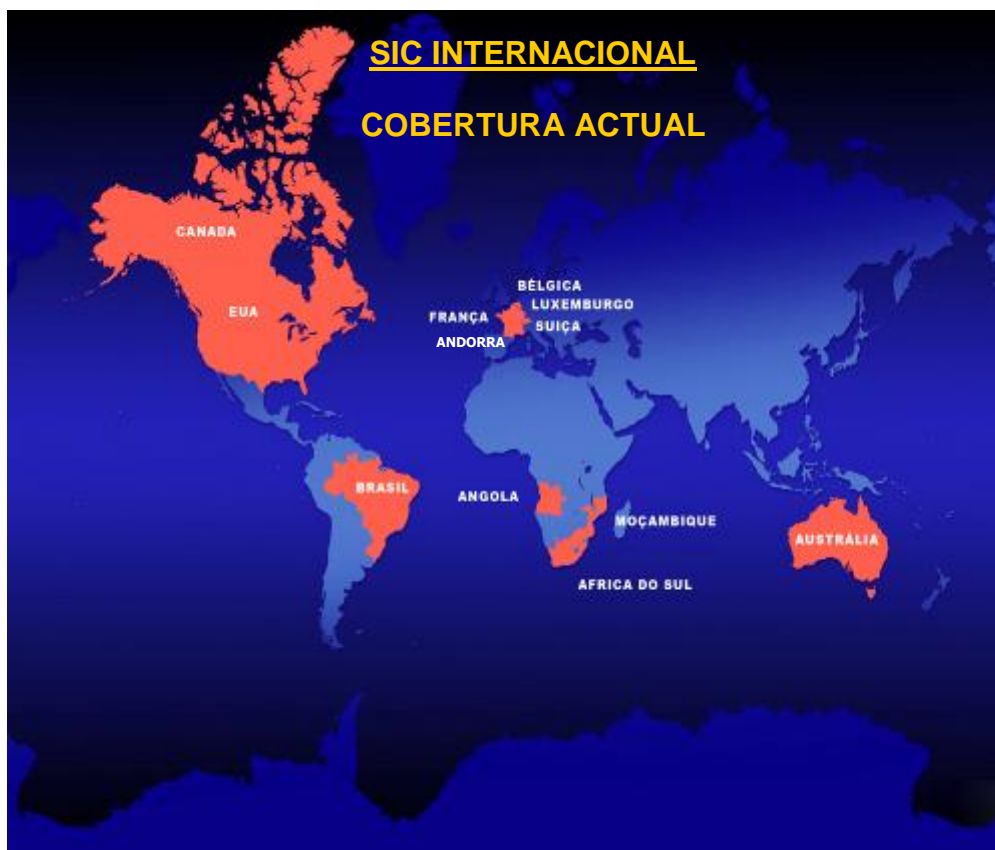 SIC INTERNACIONAL
COBERTURA ACTUAL
CANADA
EUA
BÉLGICA
LUXEMBURGO
FRANÇA
SUIÇA
ANDORRA
BRASIL
ANGOLA
MOÇAMBIQUE
AUSTRÁLIA
AFRICA DO SUL